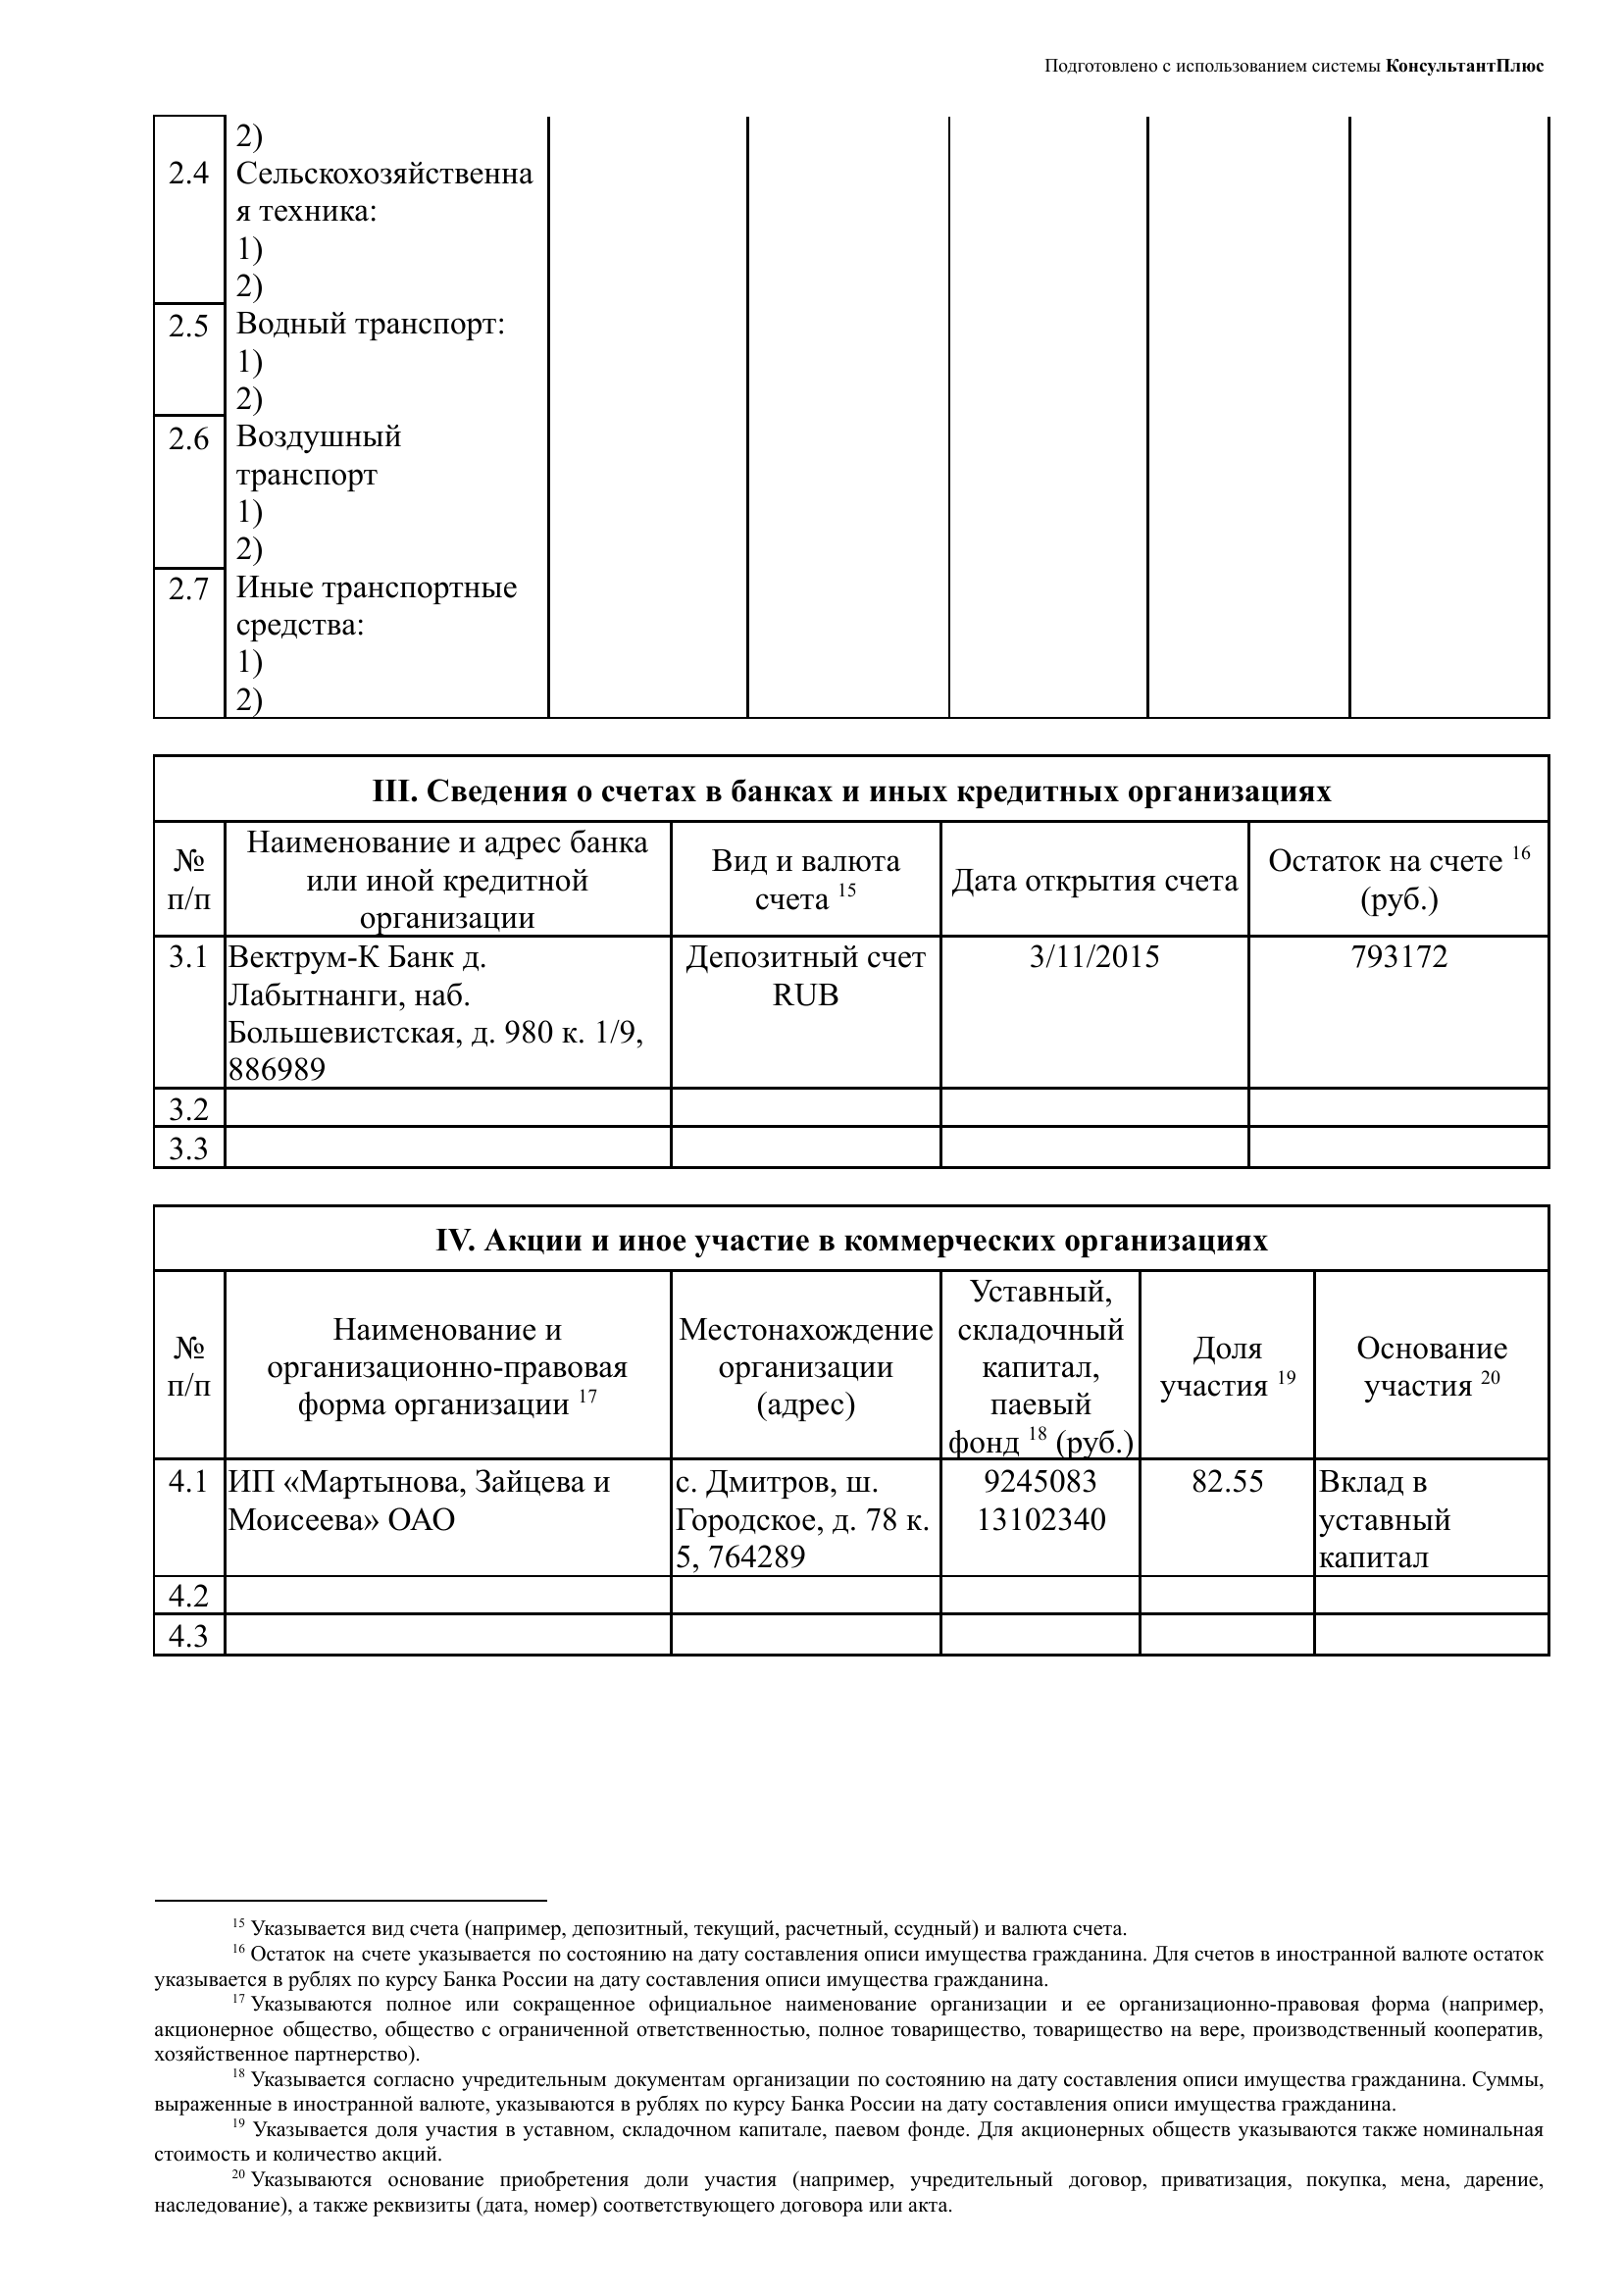 Подготовлено с использованием системы КонсультантПлюс
2)
2.4 Сельскохозяйственна
я техника:
1)
2)
2.5 Водный транспорт:
1)
2)
2.6 Воздушный
транспорт
1)
2)
2.7 Иные транспортные
средства:
1)
2)
III. Сведения о счетах в банках и иных кредитных организациях
№
п/п
Наименование и адрес банка
или иной кредитной
организации
Вид и валюта
счета 15
Дата открытия счета
Остаток на счете 16
(руб.)
3.1
Вектрум-К Банк д.
Лабытнанги, наб.
Большевистская, д. 980 к. 1/9,
886989
Депозитный счет
RUB
3/11/2015
793172
3.2
3.3
IV. Акции и иное участие в коммерческих организациях
№
п/п
Наименование и
организационно-правовая
форма организации 17
Местонахождение
организации
(адрес)
Уставный,
складочный
капитал,
паевый
фонд 18 (руб.)
Доля
участия 19
Основание
участия 20
4.1
ИП «Мартынова, Зайцева и
Моисеева» ОАО
с. Дмитров, ш.
Городское, д. 78 к.
5, 764289
9245083
13102340
82.55
Вклад в
уставный
капитал
4.2
4.3
15 Указывается вид счета (например, депозитный, текущий, расчетный, ссудный) и валюта счета.
16 Остаток на счете указывается по состоянию на дату составления описи имущества гражданина. Для счетов в иностранной валюте остаток
указывается в рублях по курсу Банка России на дату составления описи имущества гражданина.
17 Указываются полное или сокращенное официальное наименование организации и ее организационно-правовая форма (например,
акционерное общество, общество с ограниченной ответственностью, полное товарищество, товарищество на вере, производственный кооператив,
хозяйственное партнерство).
18 Указывается согласно учредительным документам организации по состоянию на дату составления описи имущества гражданина. Суммы,
выраженные в иностранной валюте, указываются в рублях по курсу Банка России на дату составления описи имущества гражданина.
19 Указывается доля участия в уставном, складочном капитале, паевом фонде. Для акционерных обществ указываются также номинальная
стоимость и количество акций.
20 Указываются основание приобретения доли участия (например, учредительный договор, приватизация, покупка, мена, дарение,
наследование), а также реквизиты (дата, номер) соответствующего договора или акта.